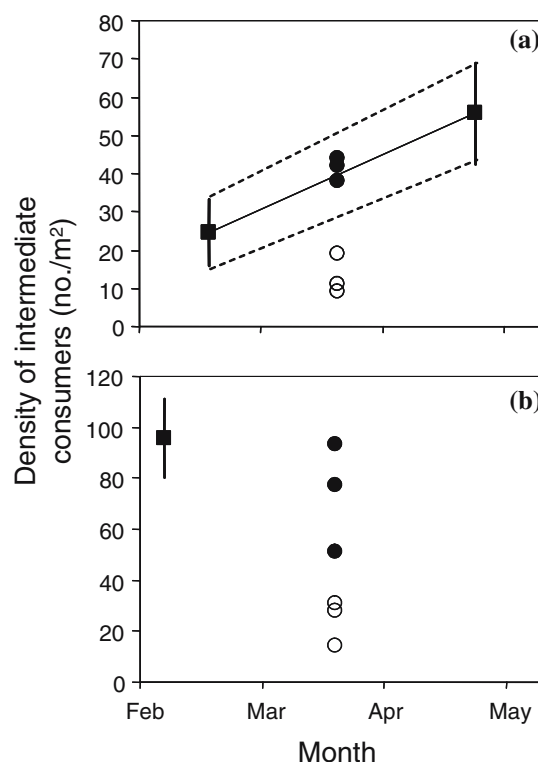 (a)
80
70
60
50
40
30
20
10
0
Density of intermediate
consumers (no./m²)
(b)
120
100
80
60
40
20
0
Feb Mar Apr May
Month